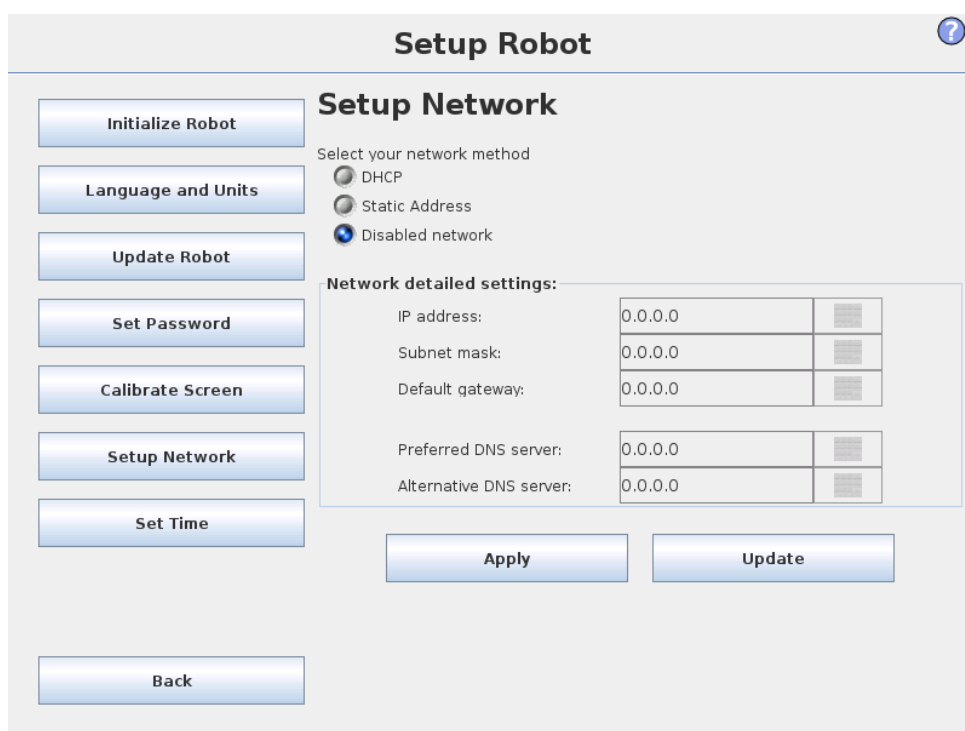 Setup Robot
?
Initialize Robot
Language and Units
Update Robot
Set Password
Calibrate Screen
Setup Network
Set Time
Back
Setup Network
Select your network method
DHCP
Static Address
Disabled network
Network detailed settings:
IP address: 0.0.0.0
Subnet mask: 0.0.0.0
Default gateway: 0.0.0.0
Preferred DNS server: 0.0.0.0
Alternative DNS server: 0.0.0.0
Apply Update